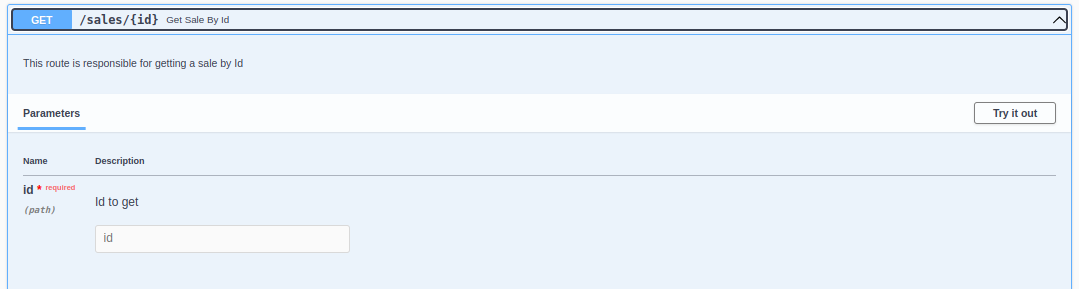 GET /sales/{id} Get Sale By Id
This route is responsible for getting a sale by Id
Parameters Try it out
Name Description
id * required
(path)
Id to get
id